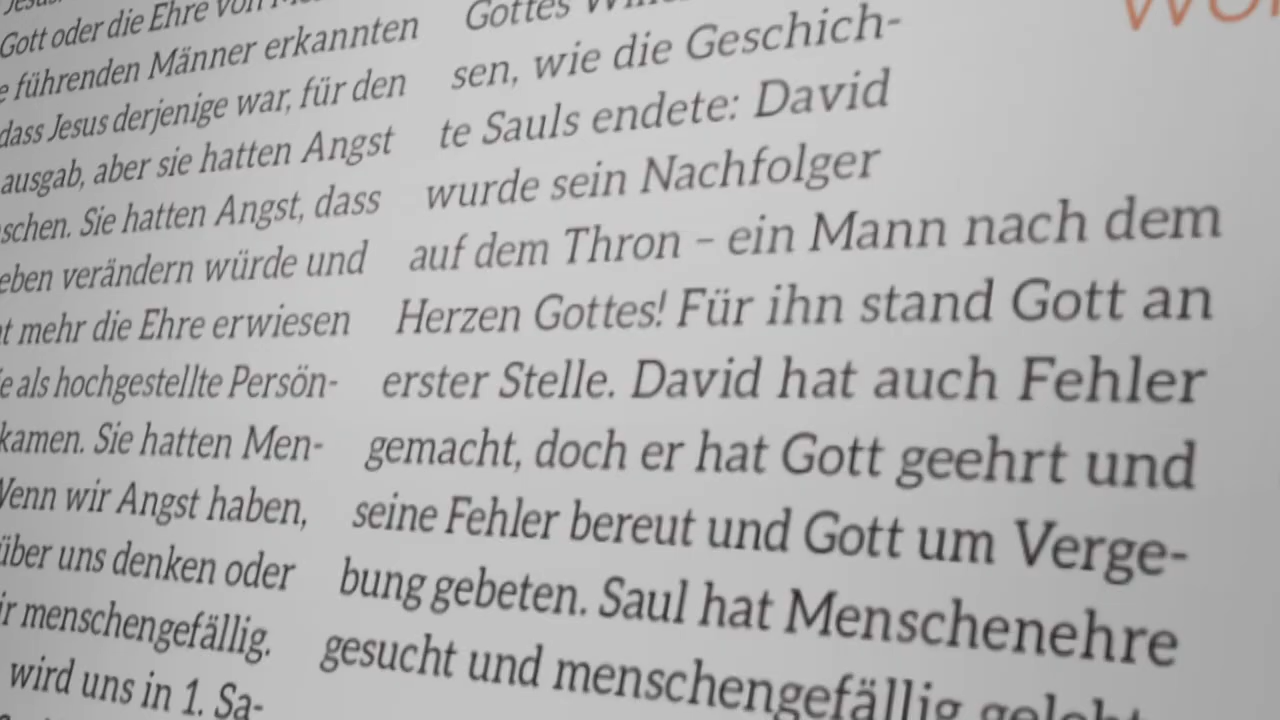 Gott oder die Ehre von
führenden Männer erkannten
dass Jesus derjenige war, für den
ausgab, aber sie hatten Angst
schen. Sie hatten Angst, dass
eben verändern würde und
mehr die Ehre erwiesen
als hochgestellte Persön-
kamen. Sie hatten Men-
Wenn wir Angst haben,
über uns denken oder
menschengefällig.
wird uns in 1. Sa-
Gottes
sen, wie die Geschich-
te Sauls endete: David
wurde sein Nachfolger
auf dem Thron – ein Mann nach dem
Herzen Gottes! Für ihn stand Gott an
erster Stelle. David hat auch Fehler
gemacht, doch er hat Gott geehrt und
seine Fehler bereut und Gott um Verge-
bung gebeten. Saul hat Menschenehre
gesucht und menschengefällig gelebt